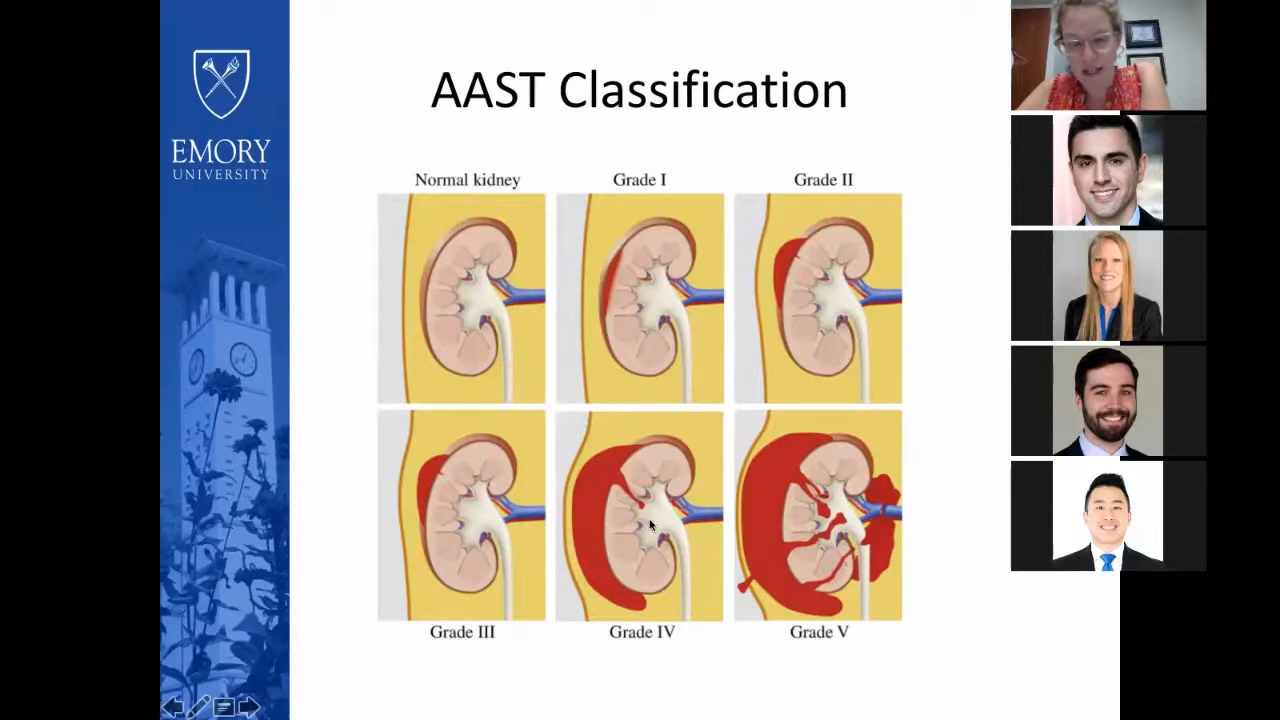 EMORY
UNIVERSITY
AAST Classification
Normal kidney
Grade I
Grade II
Grade III
Grade IV
Grade V